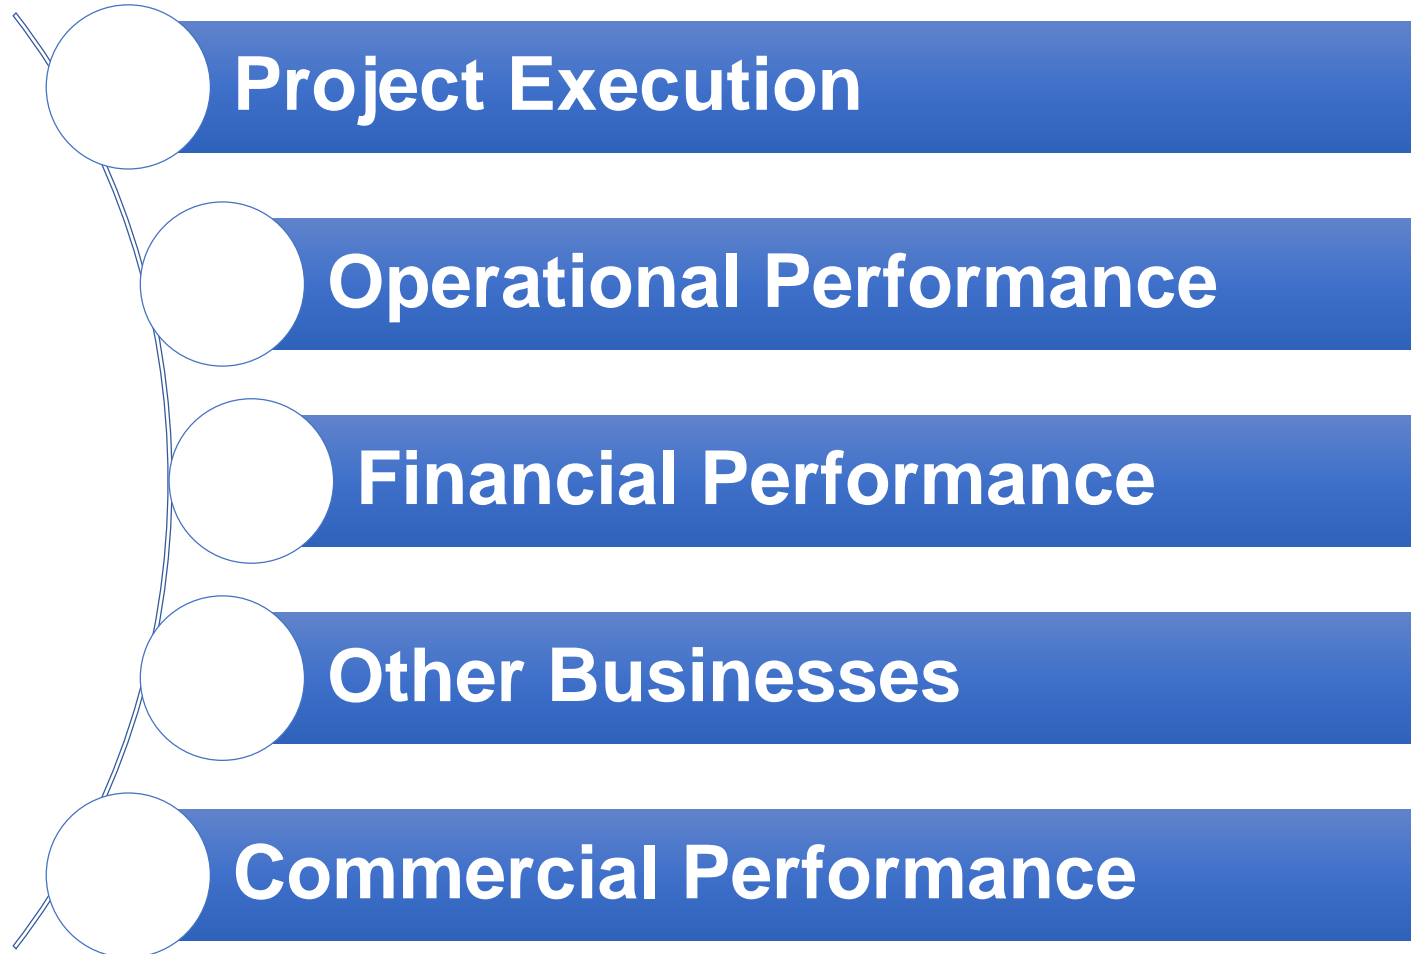 Project Execution
Operational Performance
Financial Performance
Other Businesses
Commercial Performance